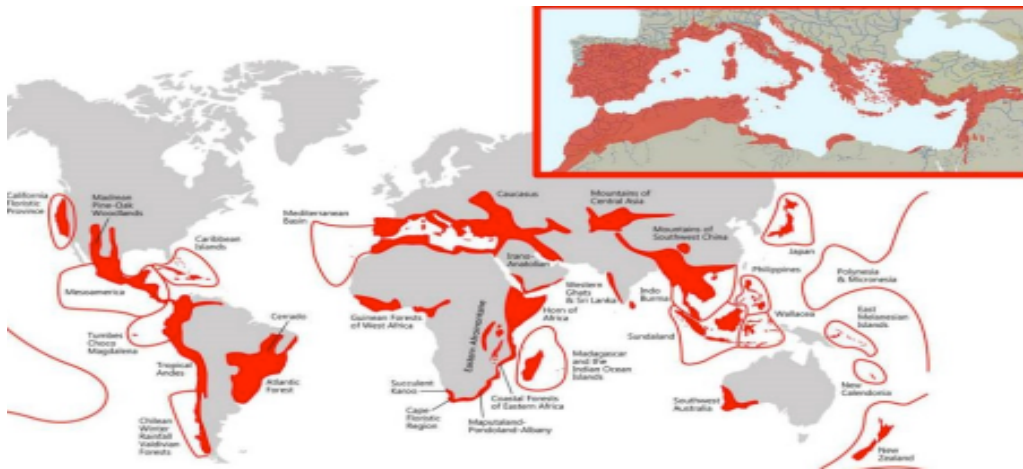 California
Floristic
Province
Madrean
Pine-Oak
Woodlands
Caribbean
Islands
Mesoamerica
Tumbes
Choco
Magdalena
Tropical
Andes
Cerrado
Atlantic
Forest
Chilean
Winter
Rainfall
Valdivian
Forests
Mediterranean
Basin
Caucasus
Irano-
Anatolian
Guinean Forests
of West Africa
Eastern Afromontane
Horn of
Africa
Succulent
Karoo
Cape
Floristic
Region
Maputaland-
Pondoland-Albany
Coastal Forests
of Eastern Africa
Madagascar
and the
Indian Ocean
Islands
Western
Ghats
& Sri Lanka
Mountains of
Central Asia
Mountains of
Southwest China
Indo
Burma
Sundaland
Japan
Philippines
Wallacea
Polynesia
& Micronesia
East
Melanesian
Islands
New
Caledonia
Southwest
Australia
New
Zealand